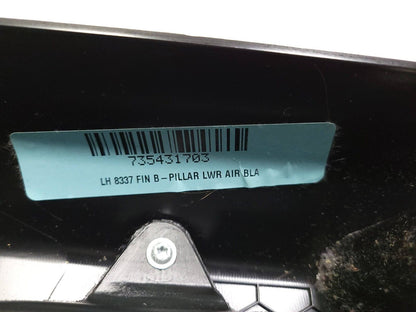 735431703
LH 8337 FIN B-PILLAR LWR AIR BLA